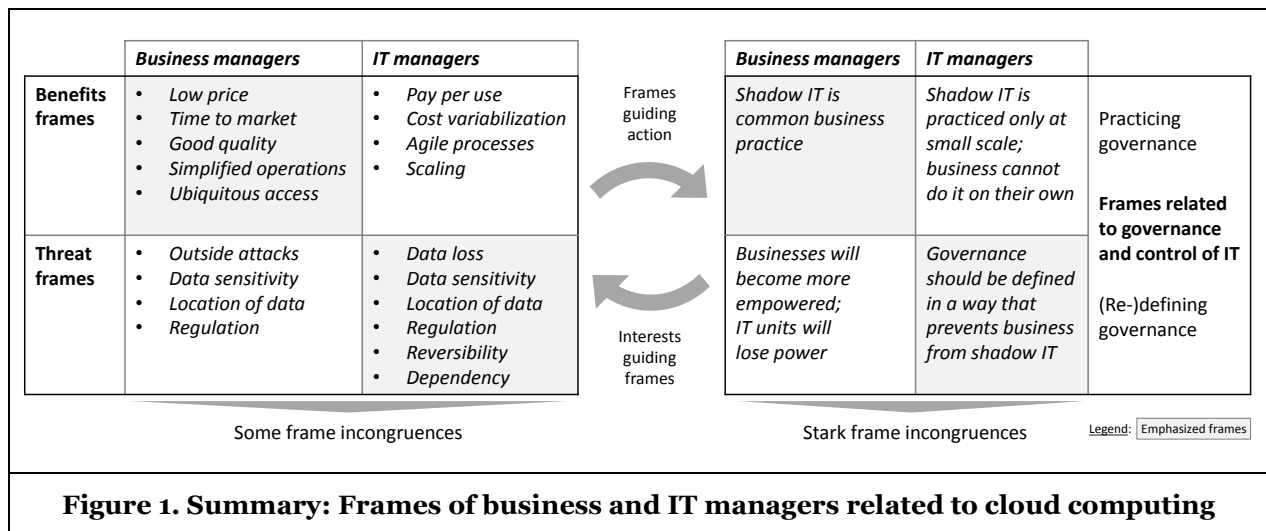 Business managers
IT managers
Benefits
frames
• Low price
• Time to market
• Good quality
• Simplified operations
• Ubiquitous access
• Pay per use
• Cost variabilization
• Agile processes
• Scaling
Threat
frames
• Outside attacks
• Data sensitivity
• Location of data
• Regulation
• Data loss
• Data sensitivity
• Location of data
• Regulation
• Reversibility
• Dependency
Some frame incongruences
Frames
guiding
action
Interests
guiding
frames
Business managers
IT managers
Shadow IT is
common business
practice
Shadow IT is
practiced only at
small scale;
business cannot
do it on their own
Businesses will
become more
empowered;
IT units will
lose power
Governance
should be defined
in a way that
prevents business
from shadow IT
Practicing
governance
Frames related
to governance
and control of IT
(Re-)defining
governance
Stark frame incongruences
Legend: Emphasized frames
Figure 1. Summary: Frames of business and IT managers related to cloud computing